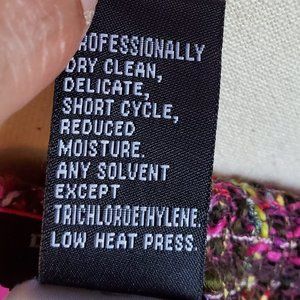 PROFESSIONALLY
DRY CLEAN,
DELICATE,
SHORT CYCLE,
REDUCED
MOISTURE.
ANY SOLVENT
EXCEPT
TRICHLOROETHYLENE.
LOW HEAT PRESS.